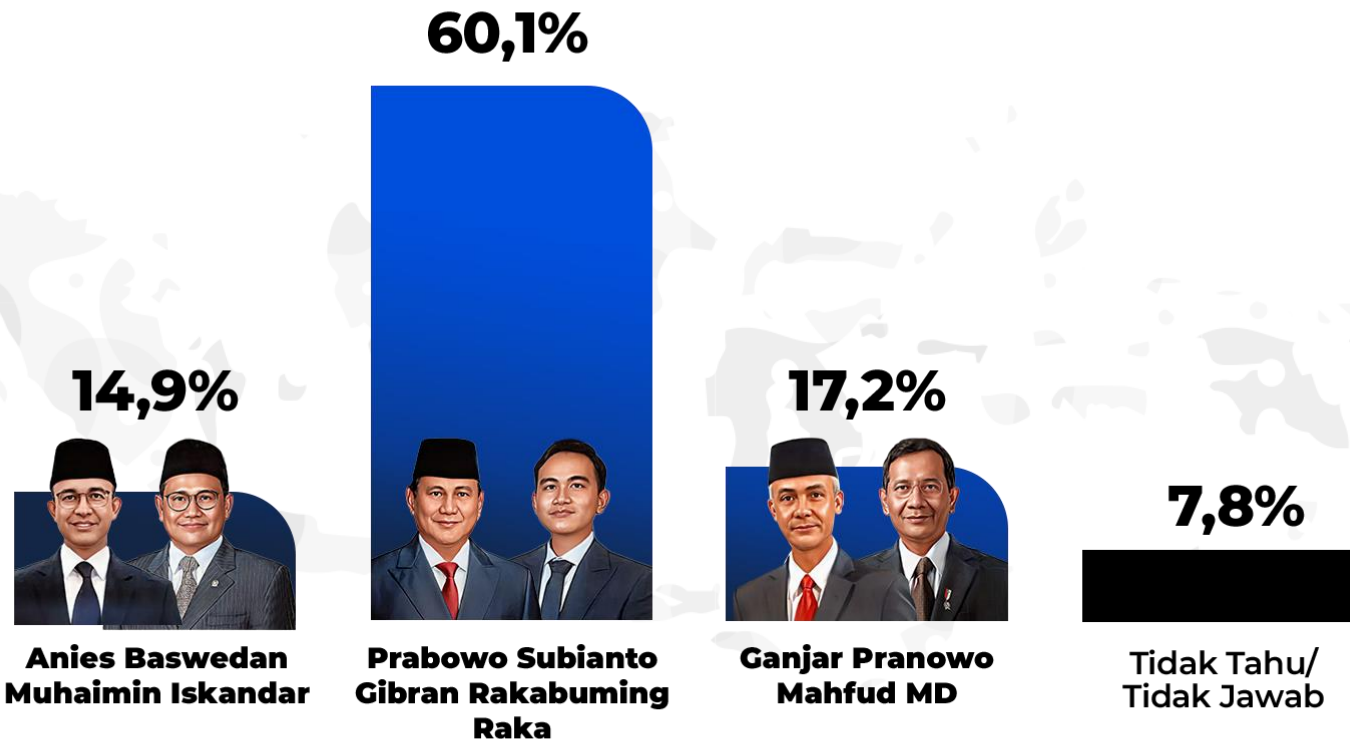 60,1%
14,9%
17,2%
7,8%
Anies Baswedan
Muhaimin Iskandar
Prabowo Subianto
Gibran Rakabuming
Raka
Ganjar Pranowo
Mahfud MD
Tidak Tahu/
Tidak Jawab